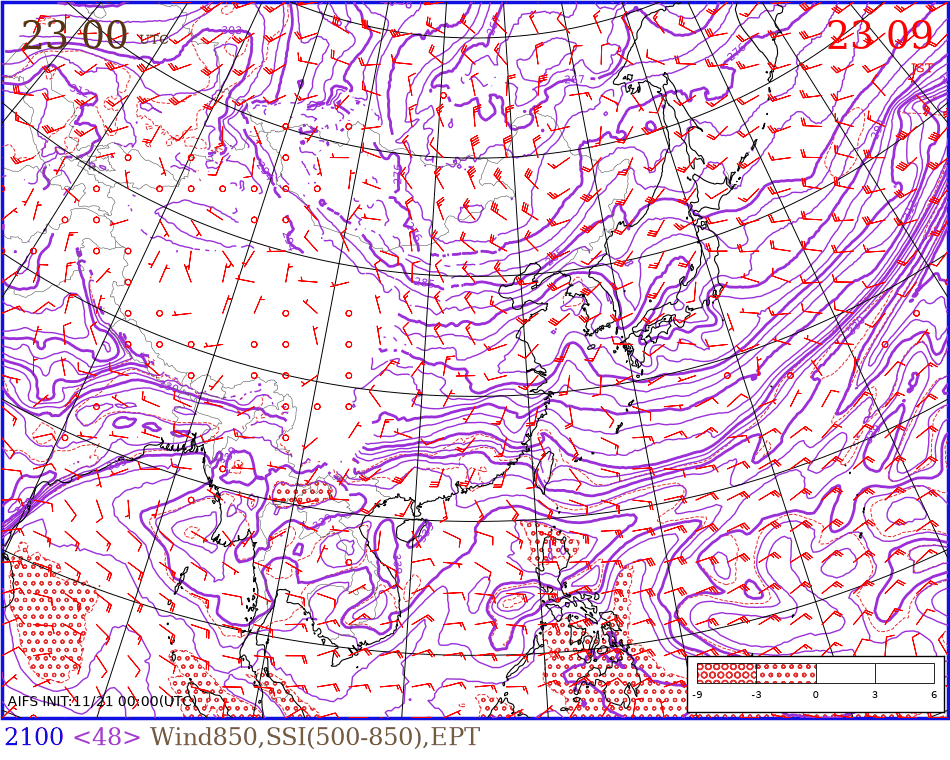 23 00 UTC
23 09
JST
AIFS INIT:11/21 00:00(UTC)
-9 -3 0 3 6
2100 <48> Wind850,SSI(500-850),EPT